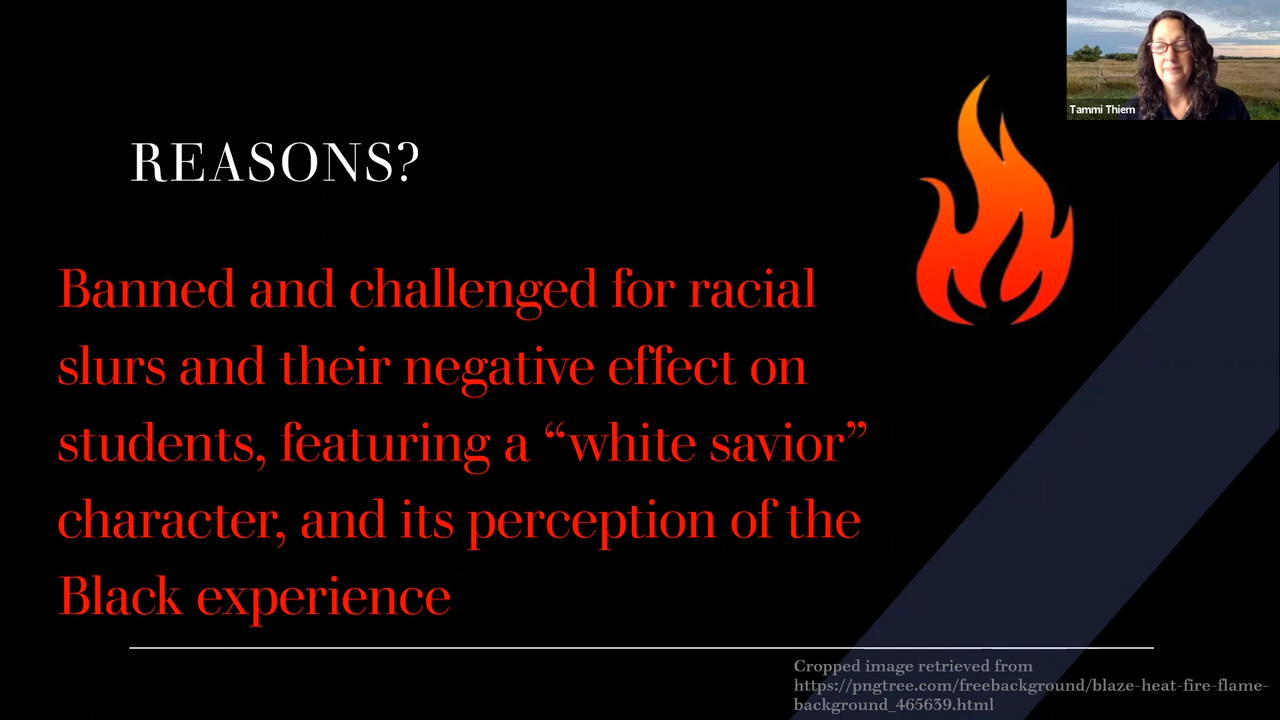 Tammi Thiem
REASONS?
Banned and challenged for racial
slurs and their negative effect on
students, featuring a “white savior”
character, and its perception of the
Black experience
Cropped image retrieved from
https://pngtree.com/freebackground/blaze-heat-fire-flame-
background_465639.html